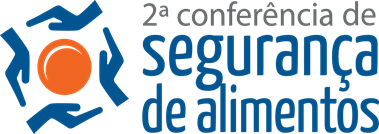 2ª conferência de
segurança
de alimentos